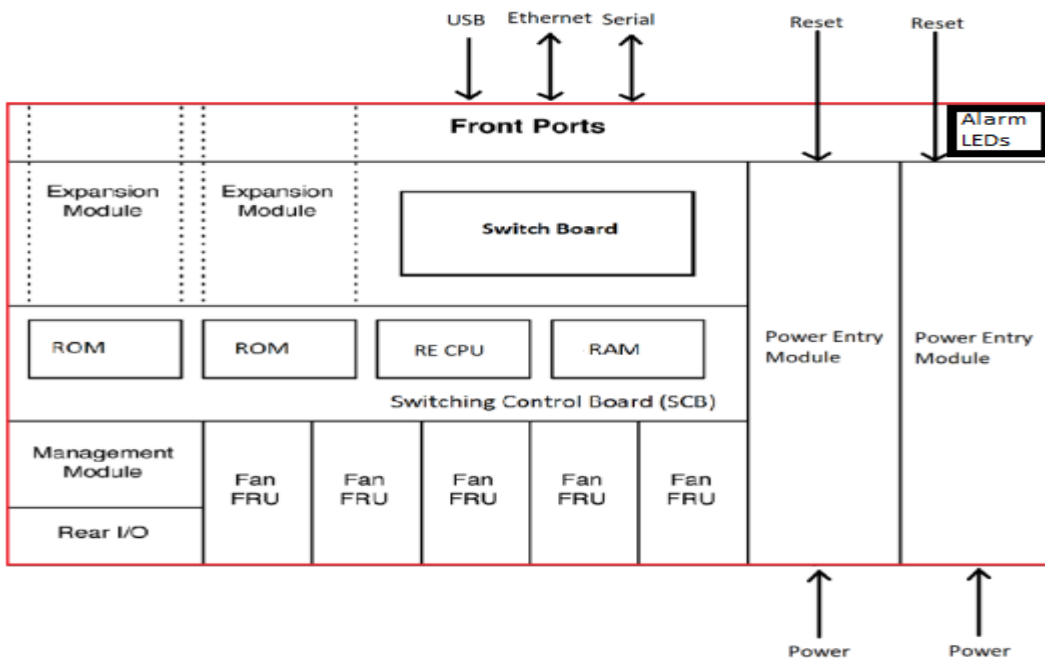 USB Ethernet Serial Reset Reset
Front Ports
Alarm
LEDs
Expansion
Module
Expansion
Module
Switch Board
ROM ROM RE CPU RAM
Power Entry
Module
Power Entry
Module
Switching Control Board (SCB)
Management
Module
Fan
FRU
Fan
FRU
Fan
FRU
Fan
FRU
Fan
FRU
Rear I/O
Power Power